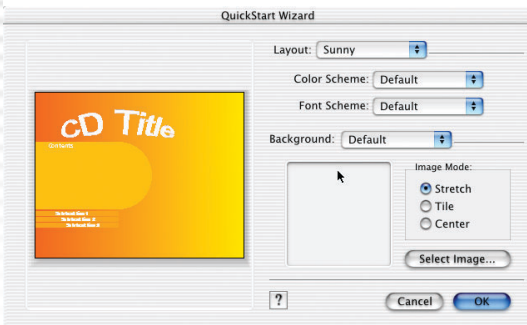 QuickStart Wizard
Layout: Sunny
Color Scheme: Default
Font Scheme: Default
Background: Default
CD Title
Contents
Image Mode:
Stretch
Tile
Center
Select Image...
?
Cancel
OK